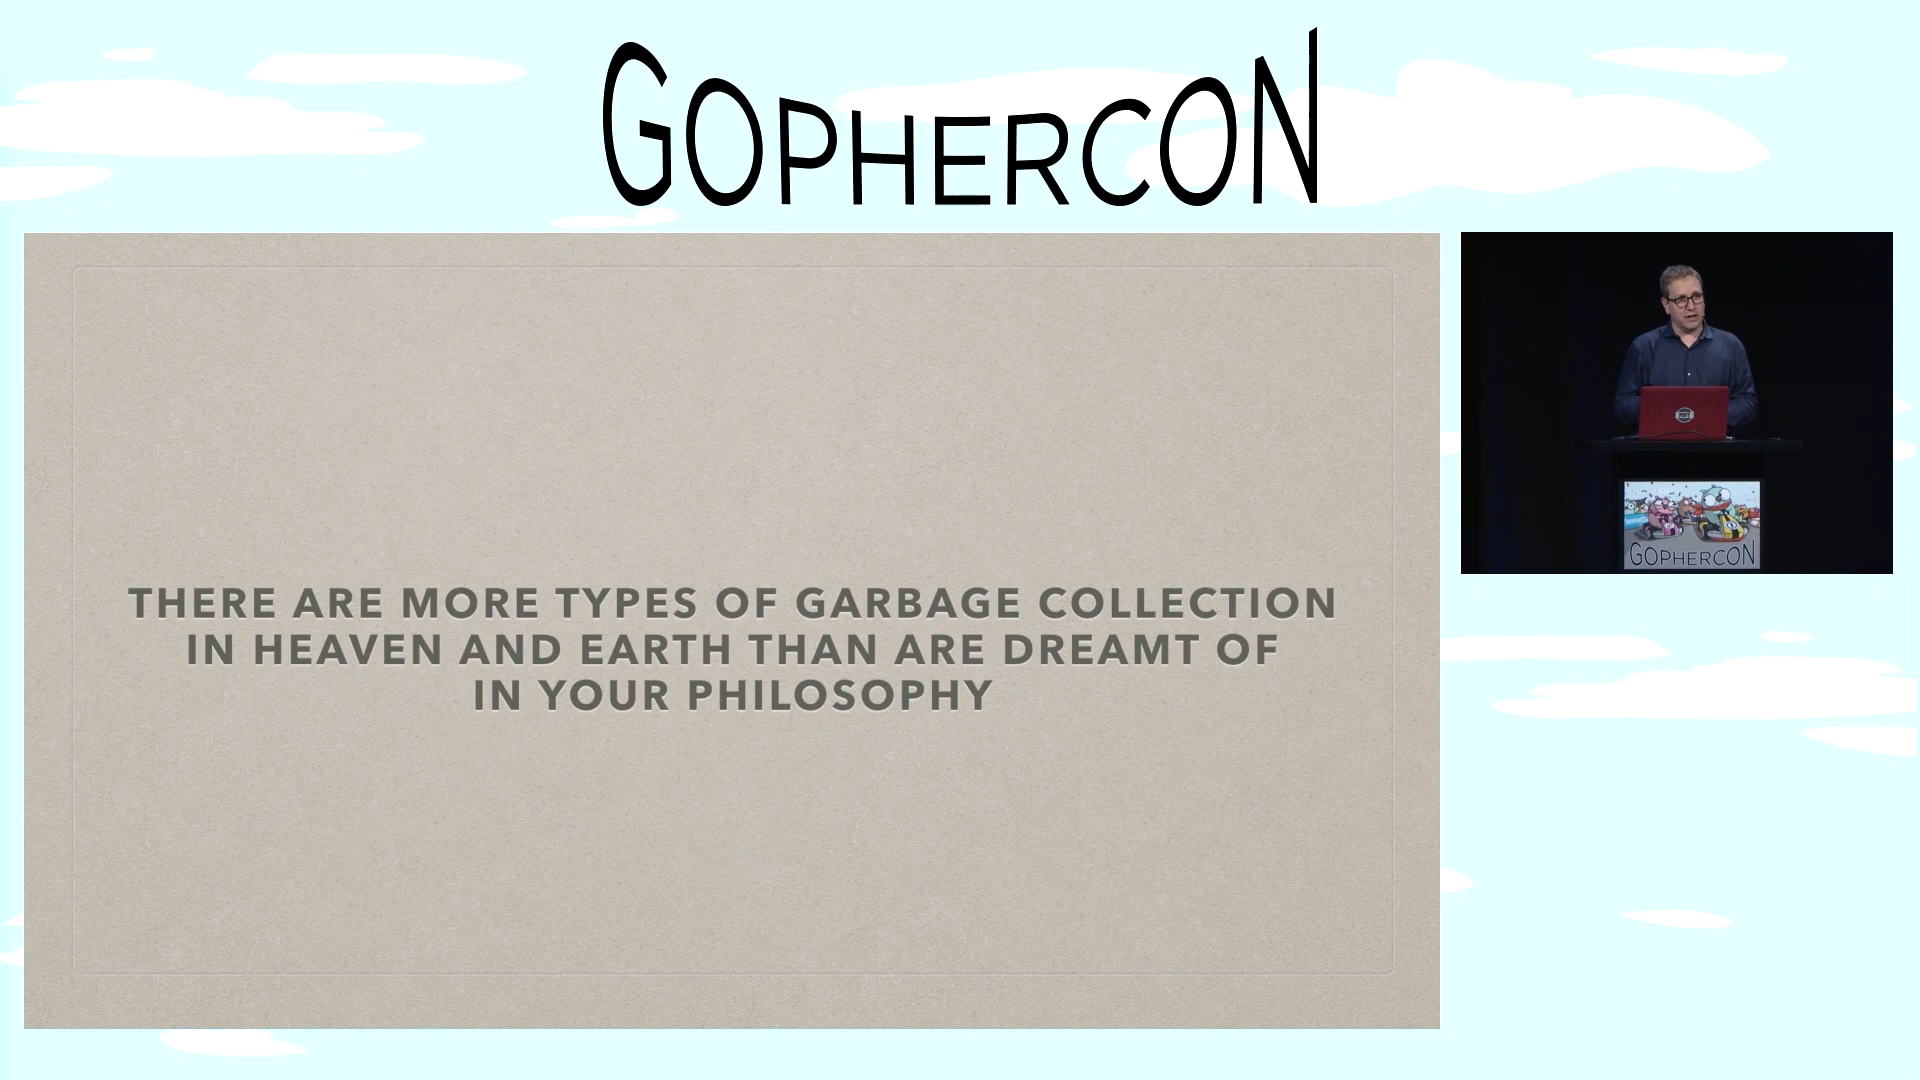 GOPHERCON
THERE ARE MORE TYPES OF GARBAGE COLLECTION
IN HEAVEN AND EARTH THAN ARE DREAMT OF
IN YOUR PHILOSOPHY
GOPHERCON